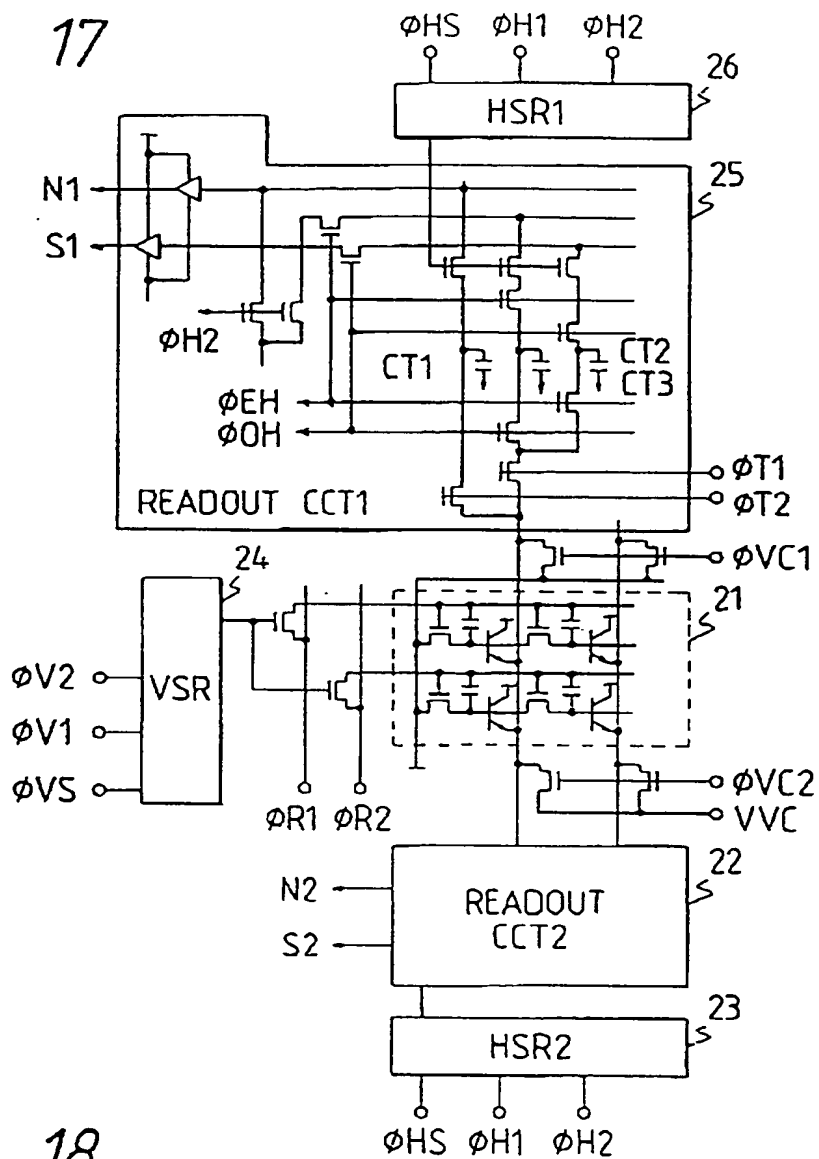 17
φHS φH1 φH2
26
HSR1
25
N1
S1
φH2
CT1
CT2
CT3
φEH
φOH
φT1
φT2
READOUT CCT1
φVC1
24
21
φV2
VSR
φV1
φVS
φR1 φR2
φVC2
VVC
22
N2
READOUT
CCT2
S2
23
HSR2
φHS φH1 φH2
18